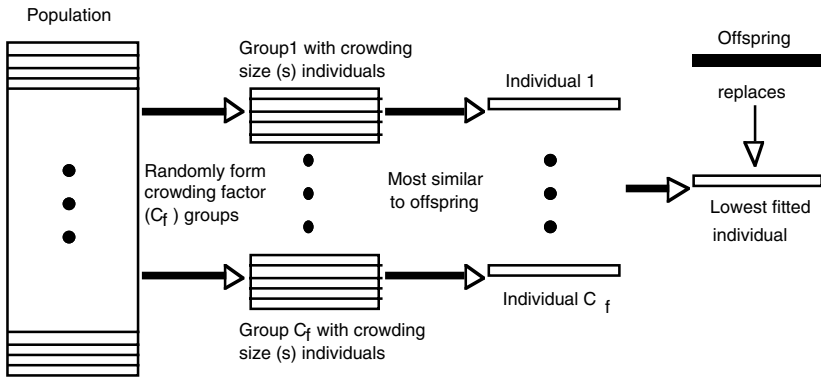 Population
Group1 with crowding
size (s) individuals
Randomly form
crowding factor
(Cf ) groups
Group Cf with crowding
size (s) individuals
Individual 1
Most similar
to offspring
Individual C f
Offspring
replaces
Lowest fitted
individual